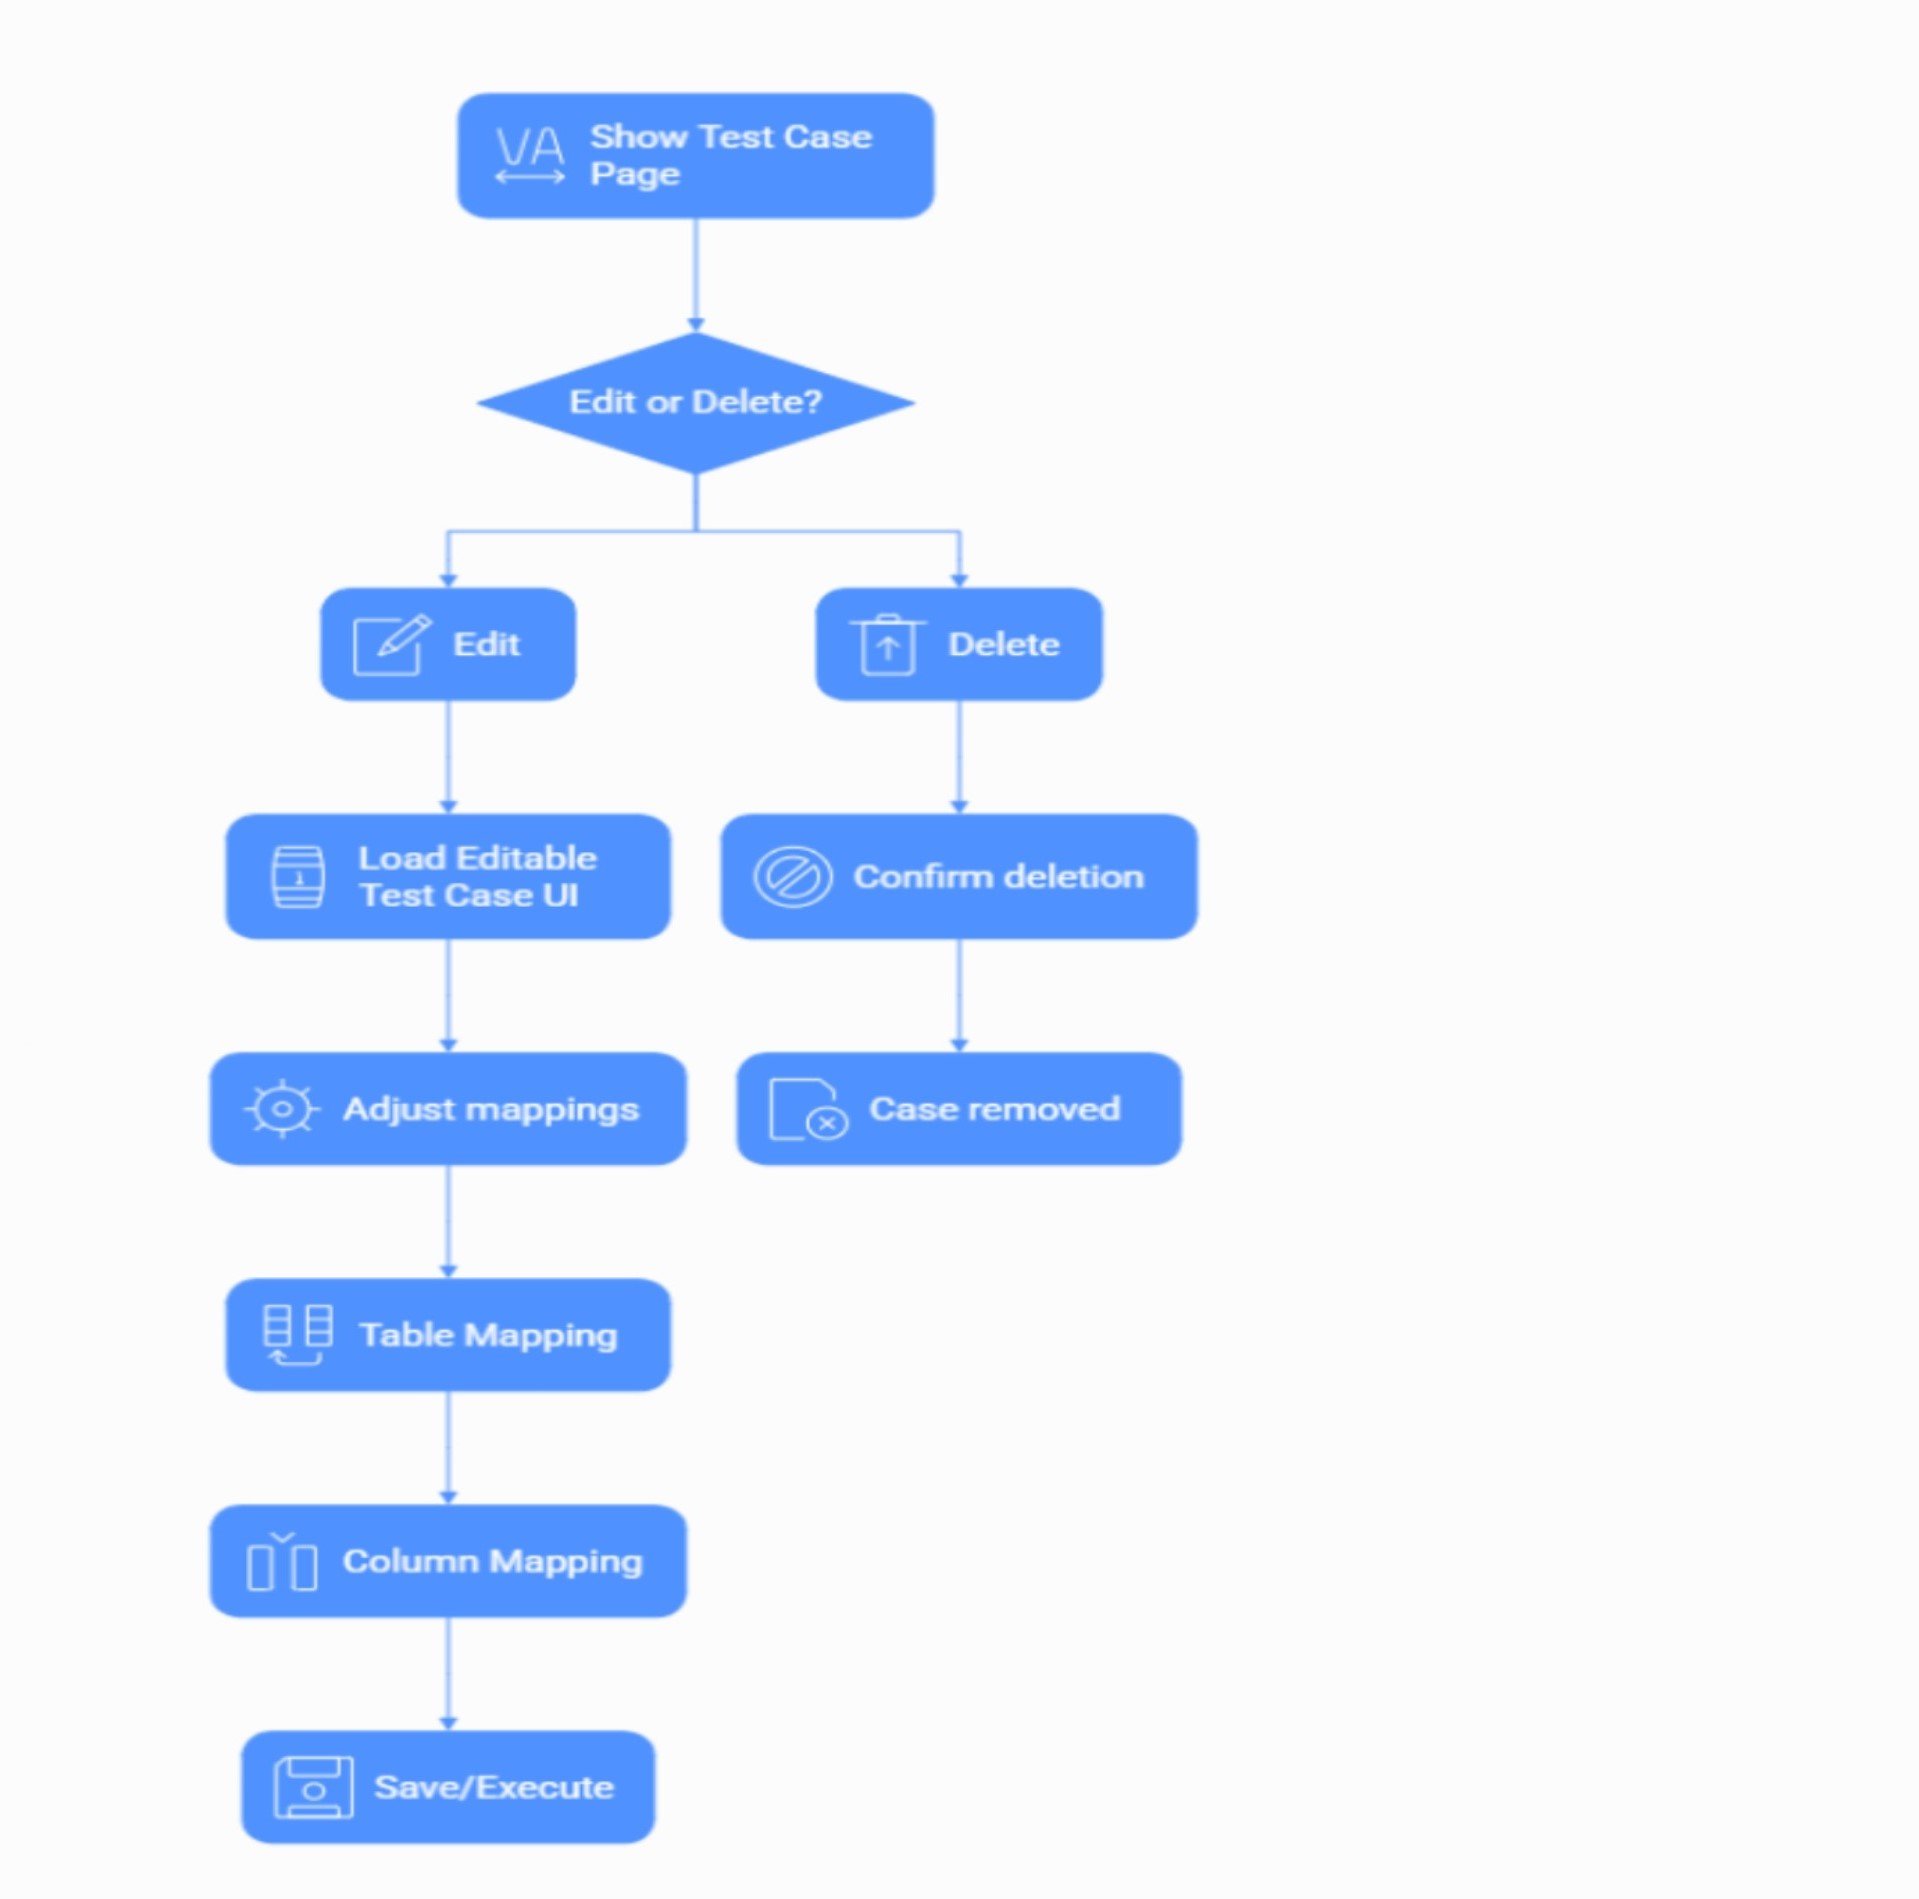 VA
Show Test Case
Page
Edit or Delete?
Edit
Delete
Load Editable
Test Case UI
Confirm deletion
Adjust mappings
Case removed
Table Mapping
Column Mapping
Save/Execute